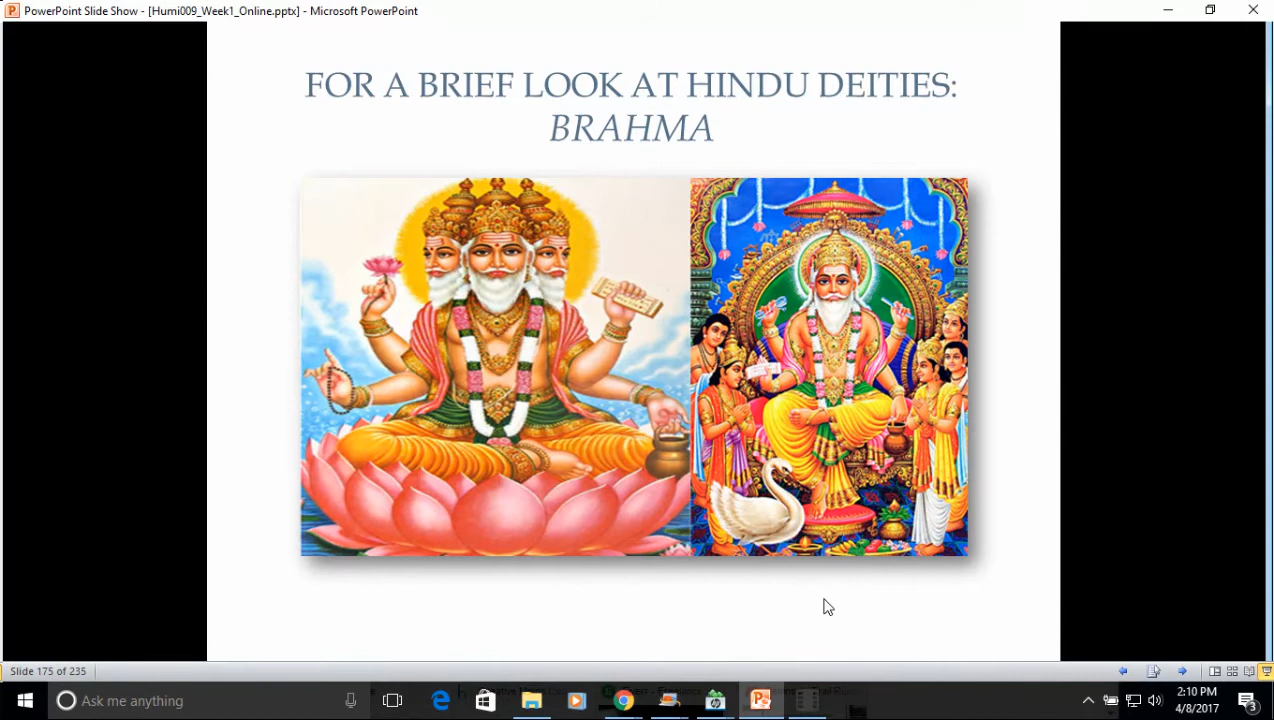 PowerPoint Slide Show - [Humi009_Week1_Online.pptx] - Microsoft PowerPoint
FOR A BRIEF LOOK AT HINDU DEITIES:
BRAHMA
Slide 175 of 235
Ask me anything
2:10 PM
4/8/2017
3